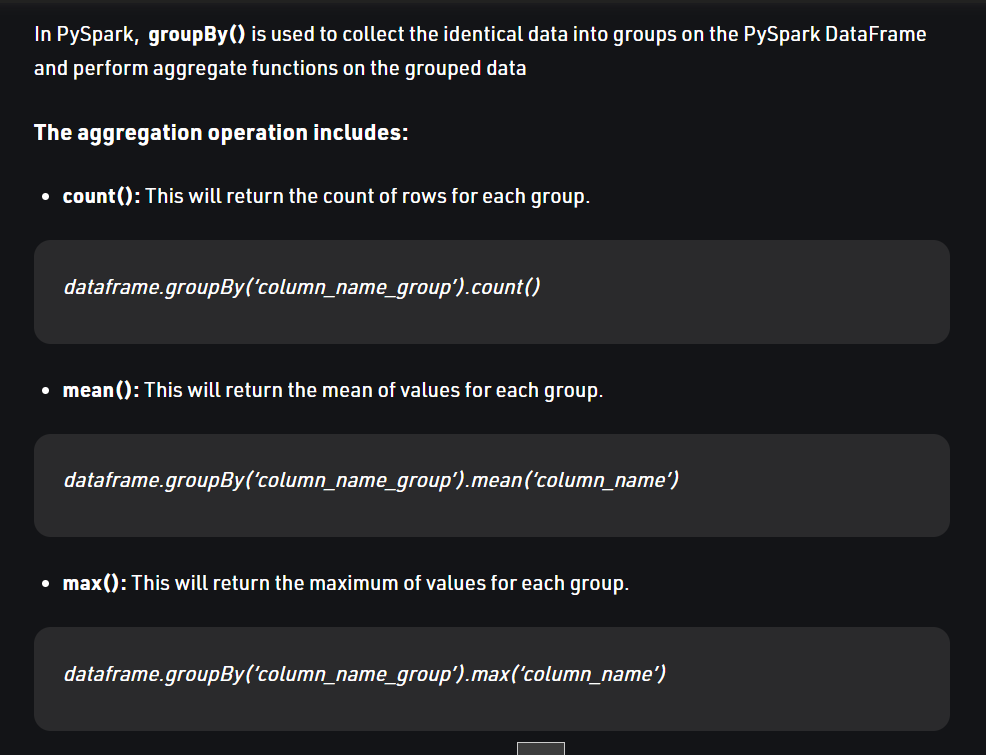 In PySpark, groupBy() is used to collect the identical data into groups on the PySpark DataFrame
and perform aggregate functions on the grouped data
The aggregation operation includes:
• count(): This will return the count of rows for each group.
dataframe.groupBy(‘column_name_group’).count()
• mean(): This will return the mean of values for each group.
dataframe.groupBy(‘column_name_group’).mean(‘column_name’)
• max(): This will return the maximum of values for each group.
dataframe.groupBy(‘column_name_group’).max(‘column_name’)